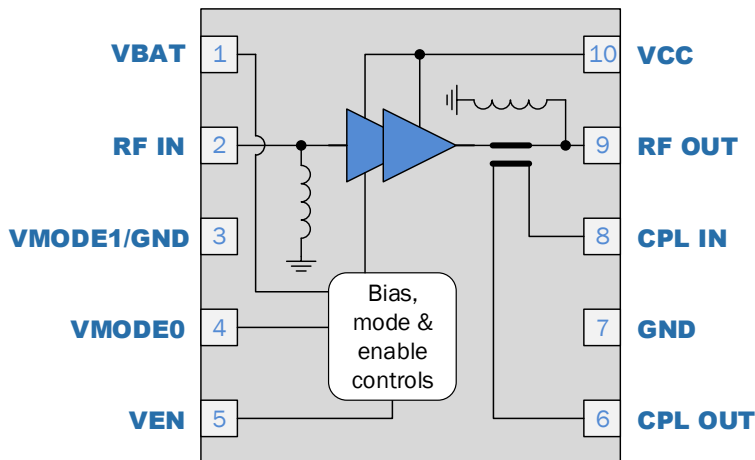 VBAT 1
RF IN 2
VMODE1/GND 3
VMODE0 4
VEN 5
Bias,
mode &
enable
controls
10 VCC
9 RF OUT
8 CPL IN
7 GND
6 CPL OUT